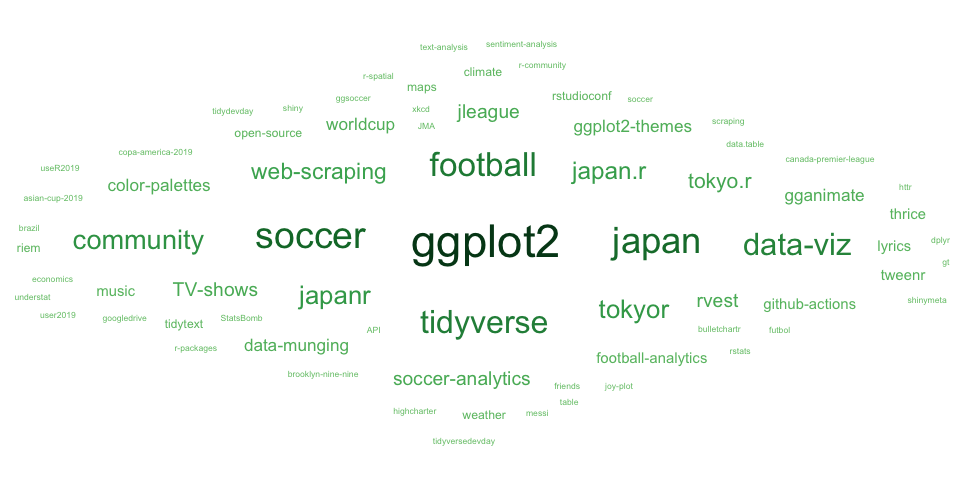 text-analysis sentiment-analysis
r-spatial climate r-community
maps
tidydevday shiny ggsoccer xkcd jleague rstudioconf soccer
open-source worldcup JMA ggplot2-themes scraping
copa-america-2019 data.table
useR2019 web-scraping football japan.r canada-premier-league
asian-cup-2019 color-palettes tokyo.r gganimate httr
thrice
brazil
riem community soccer ggplot2 japan data-viz lyrics dplyr
gt
economics tweenr
understat music TV-shows japanr tokyor rvest github-actions shinymeta
user2019 googledrive tidytext StatsBomb API tidyverse bulletchartr futbol
r-packages data-munging football-analytics rstats
brooklyn-nine-nine soccer-analytics friends joy-plot
table
highcharter weather messi
tidyversedevday